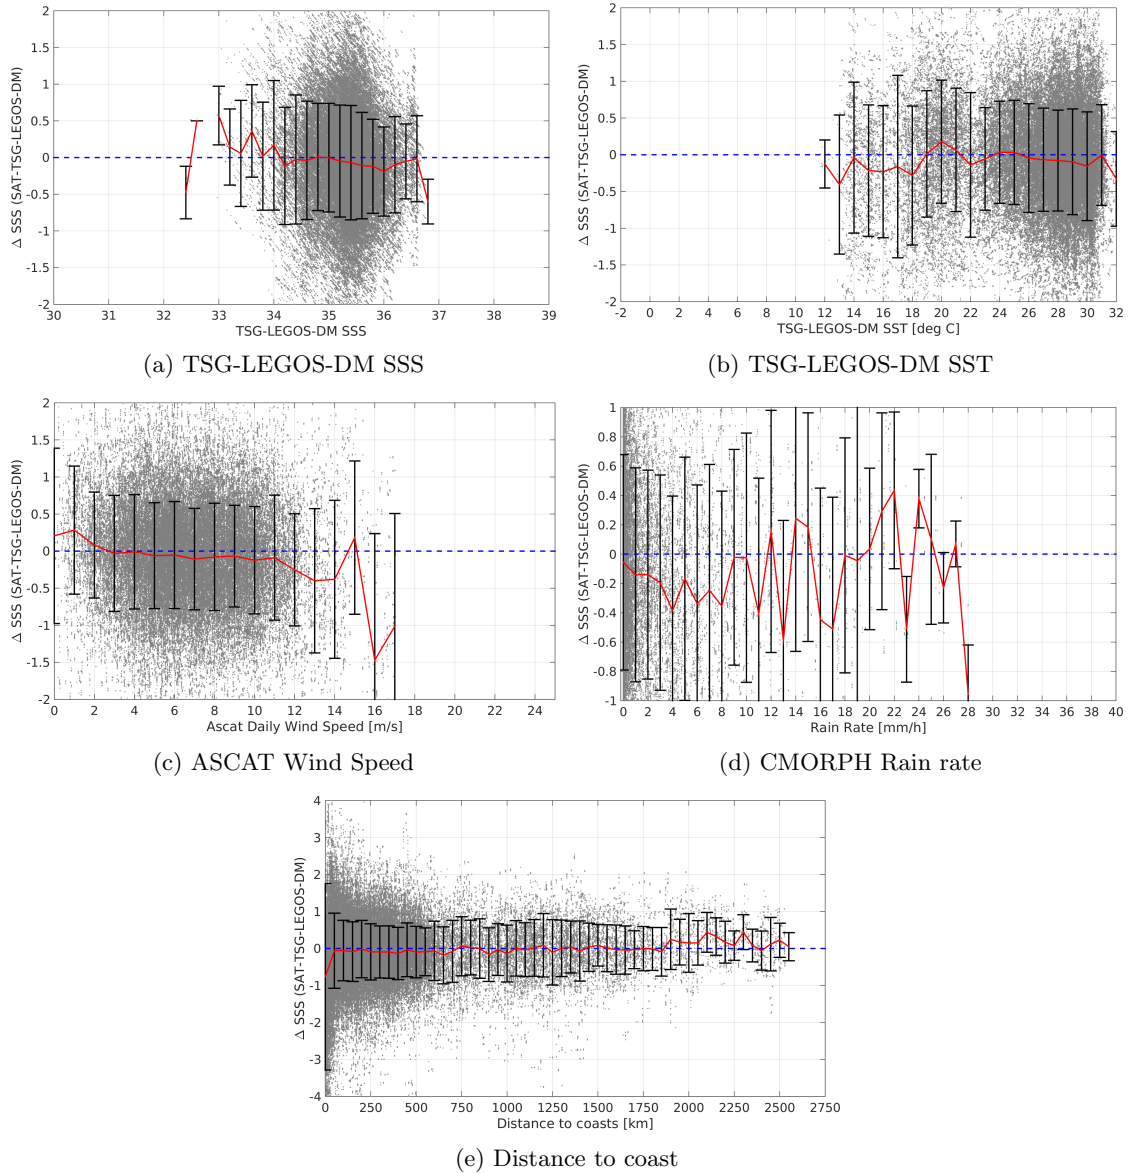 2
1.5
1
0.5
0
-0.5
-1
-1.5
-2
Δ SSS (SAT-TSG-LEGOS-DM)
30 31 32 33 34 35 36 37 38 39
TSG-LEGOS-DM SSS
(a) TSG-LEGOS-DM SSS
2
1.5
1
0.5
0
-0.5
-1
-1.5
-2
Δ SSS (SAT-TSG-LEGOS-DM)
-2 0 2 4 6 8 10 12 14 16 18 20 22 24 26 28 30 32
TSG-LEGOS-DM SST [deg C]
(b) TSG-LEGOS-DM SST
2
1.5
1
0.5
0
-0.5
-1
-1.5
-2
Δ SSS (SAT-TSG-LEGOS-DM)
0 2 4 6 8 10 12 14 16 18 20 22 24
Ascat Daily Wind Speed [m/s]
(c) ASCAT Wind Speed
1
0.8
0.6
0.4
0.2
0
-0.2
-0.4
-0.6
-0.8
-1
Δ SSS (SAT-TSG-LEGOS-DM)
0 2 4 6 8 10 12 14 16 18 20 22 24 26 28 30 32 34 36 38 40
Rain Rate [mm/h]
(d) CMORPH Rain rate
4
3
2
1
0
-1
-2
-3
-4
Δ SSS (SAT-TSG-LEGOS-DM)
0 250 500 750 1000 1250 1500 1750 2000 2250 2500 2750
Distance to coasts [km]
(e) Distance to coast